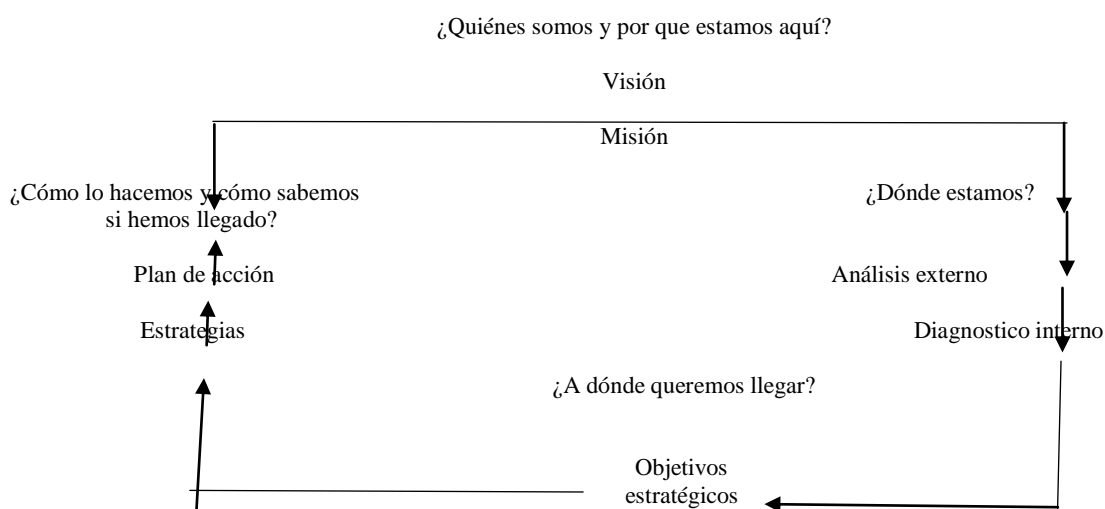 ¿Quiénes somos y por que estamos aquí?
Visión
Misión
¿Cómo lo hacemos y cómo sabemos
si hemos llegado?
¿Dónde estamos?
Plan de acción
Análisis externo
Estrategias
Diagnostico interno
¿A dónde queremos llegar?
Objetivos
estratégicos